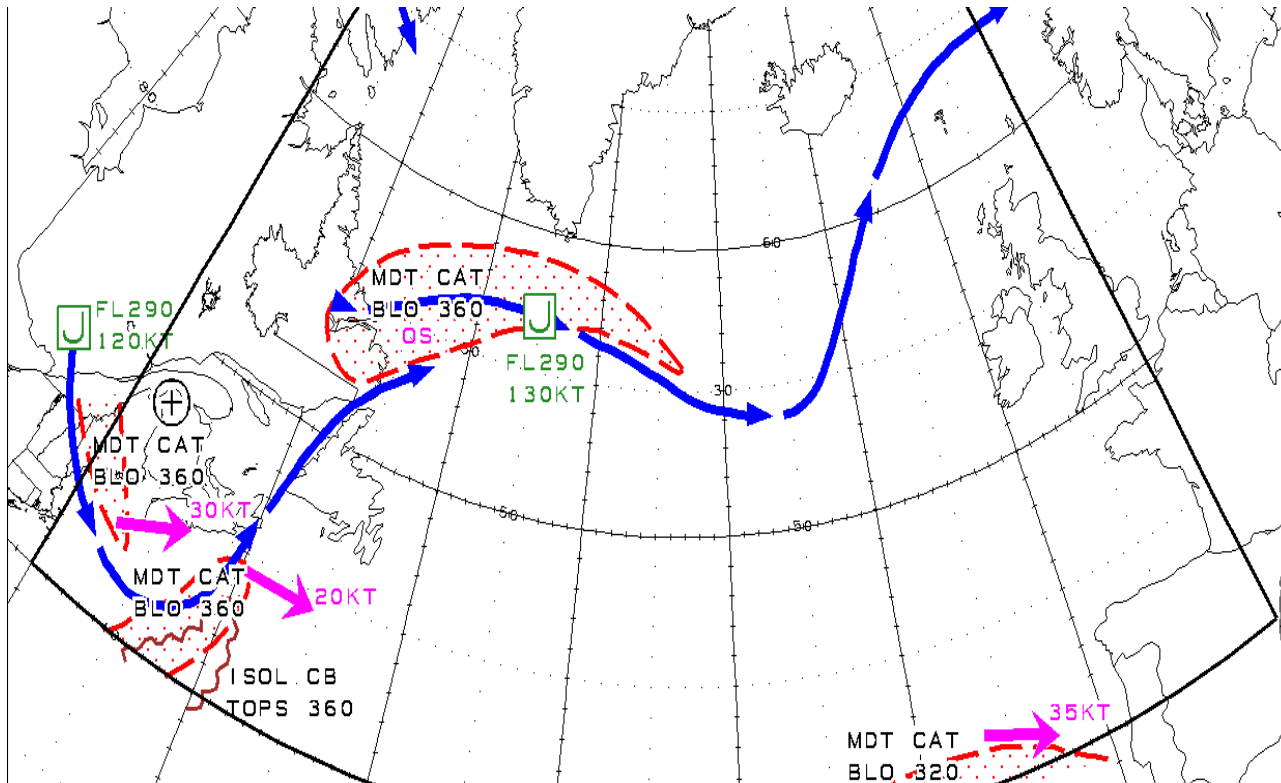 MDT CAT
BLO 360
QS
J
FL290
120KT
J
FL290
130KT
60
30
MDT CAT
BLO 360
30KT
50
50
MDT CAT
BLO 360
20KT
ISOL CB
TOPS 360
35KT
MDT CAT
BLO 320